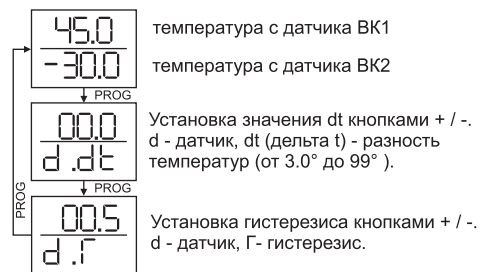 45.0
температура с датчика ВК1
-30.0
температура с датчика ВК2
PROG
00.0
d .dt
Установка значения dt кнопками + / -.
d - датчик, dt (дельта t) - разность
температур (от 3.0° до 99° ).
PROG
PROG
00.5
d .Г
Установка гистерезиса кнопками + / -.
d - датчик, Г- гистерезис.